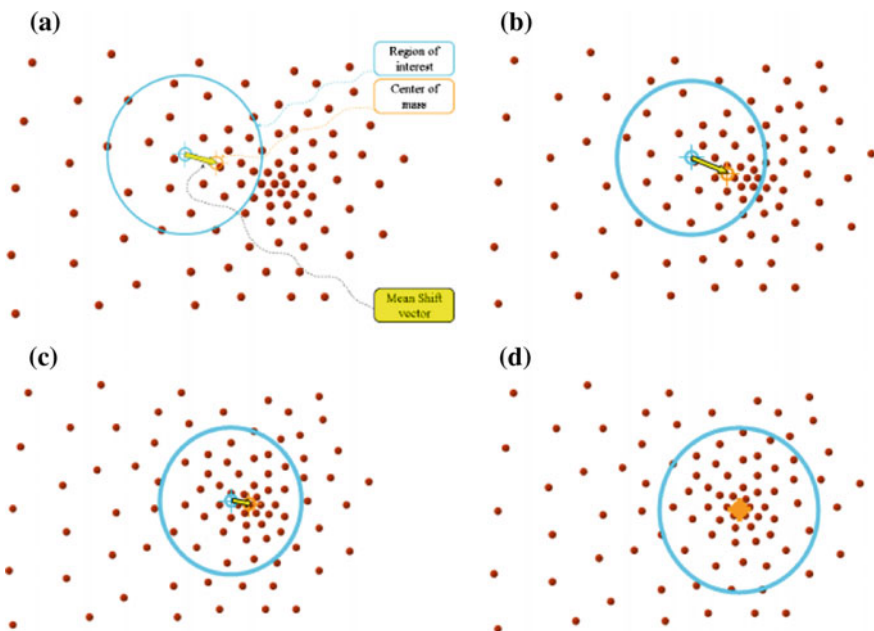 (a)
(b)
Region of
interest
Center of
mass
Mean Shift
vector
(c)
(d)